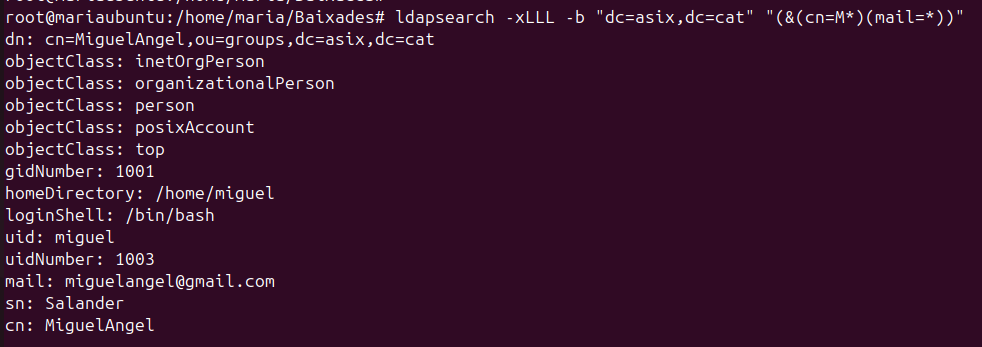 root@mariaubuntu:/home/maria/Baixades# ldapsearch -xLLL -b "dc=asix,dc=cat" "(&(cn=M*)(mail=*))"
dn: cn=MiguelAngel,ou=groups,dc=asix,dc=cat
objectClass: inetOrgPerson
objectClass: organizationalPerson
objectClass: person
objectClass: posixAccount
objectClass: top
gidNumber: 1001
homeDirectory: /home/miguel
loginShell: /bin/bash
uid: miguel
uidNumber: 1003
mail: miguelangel@gmail.com
sn: Salander
cn: MiguelAngel